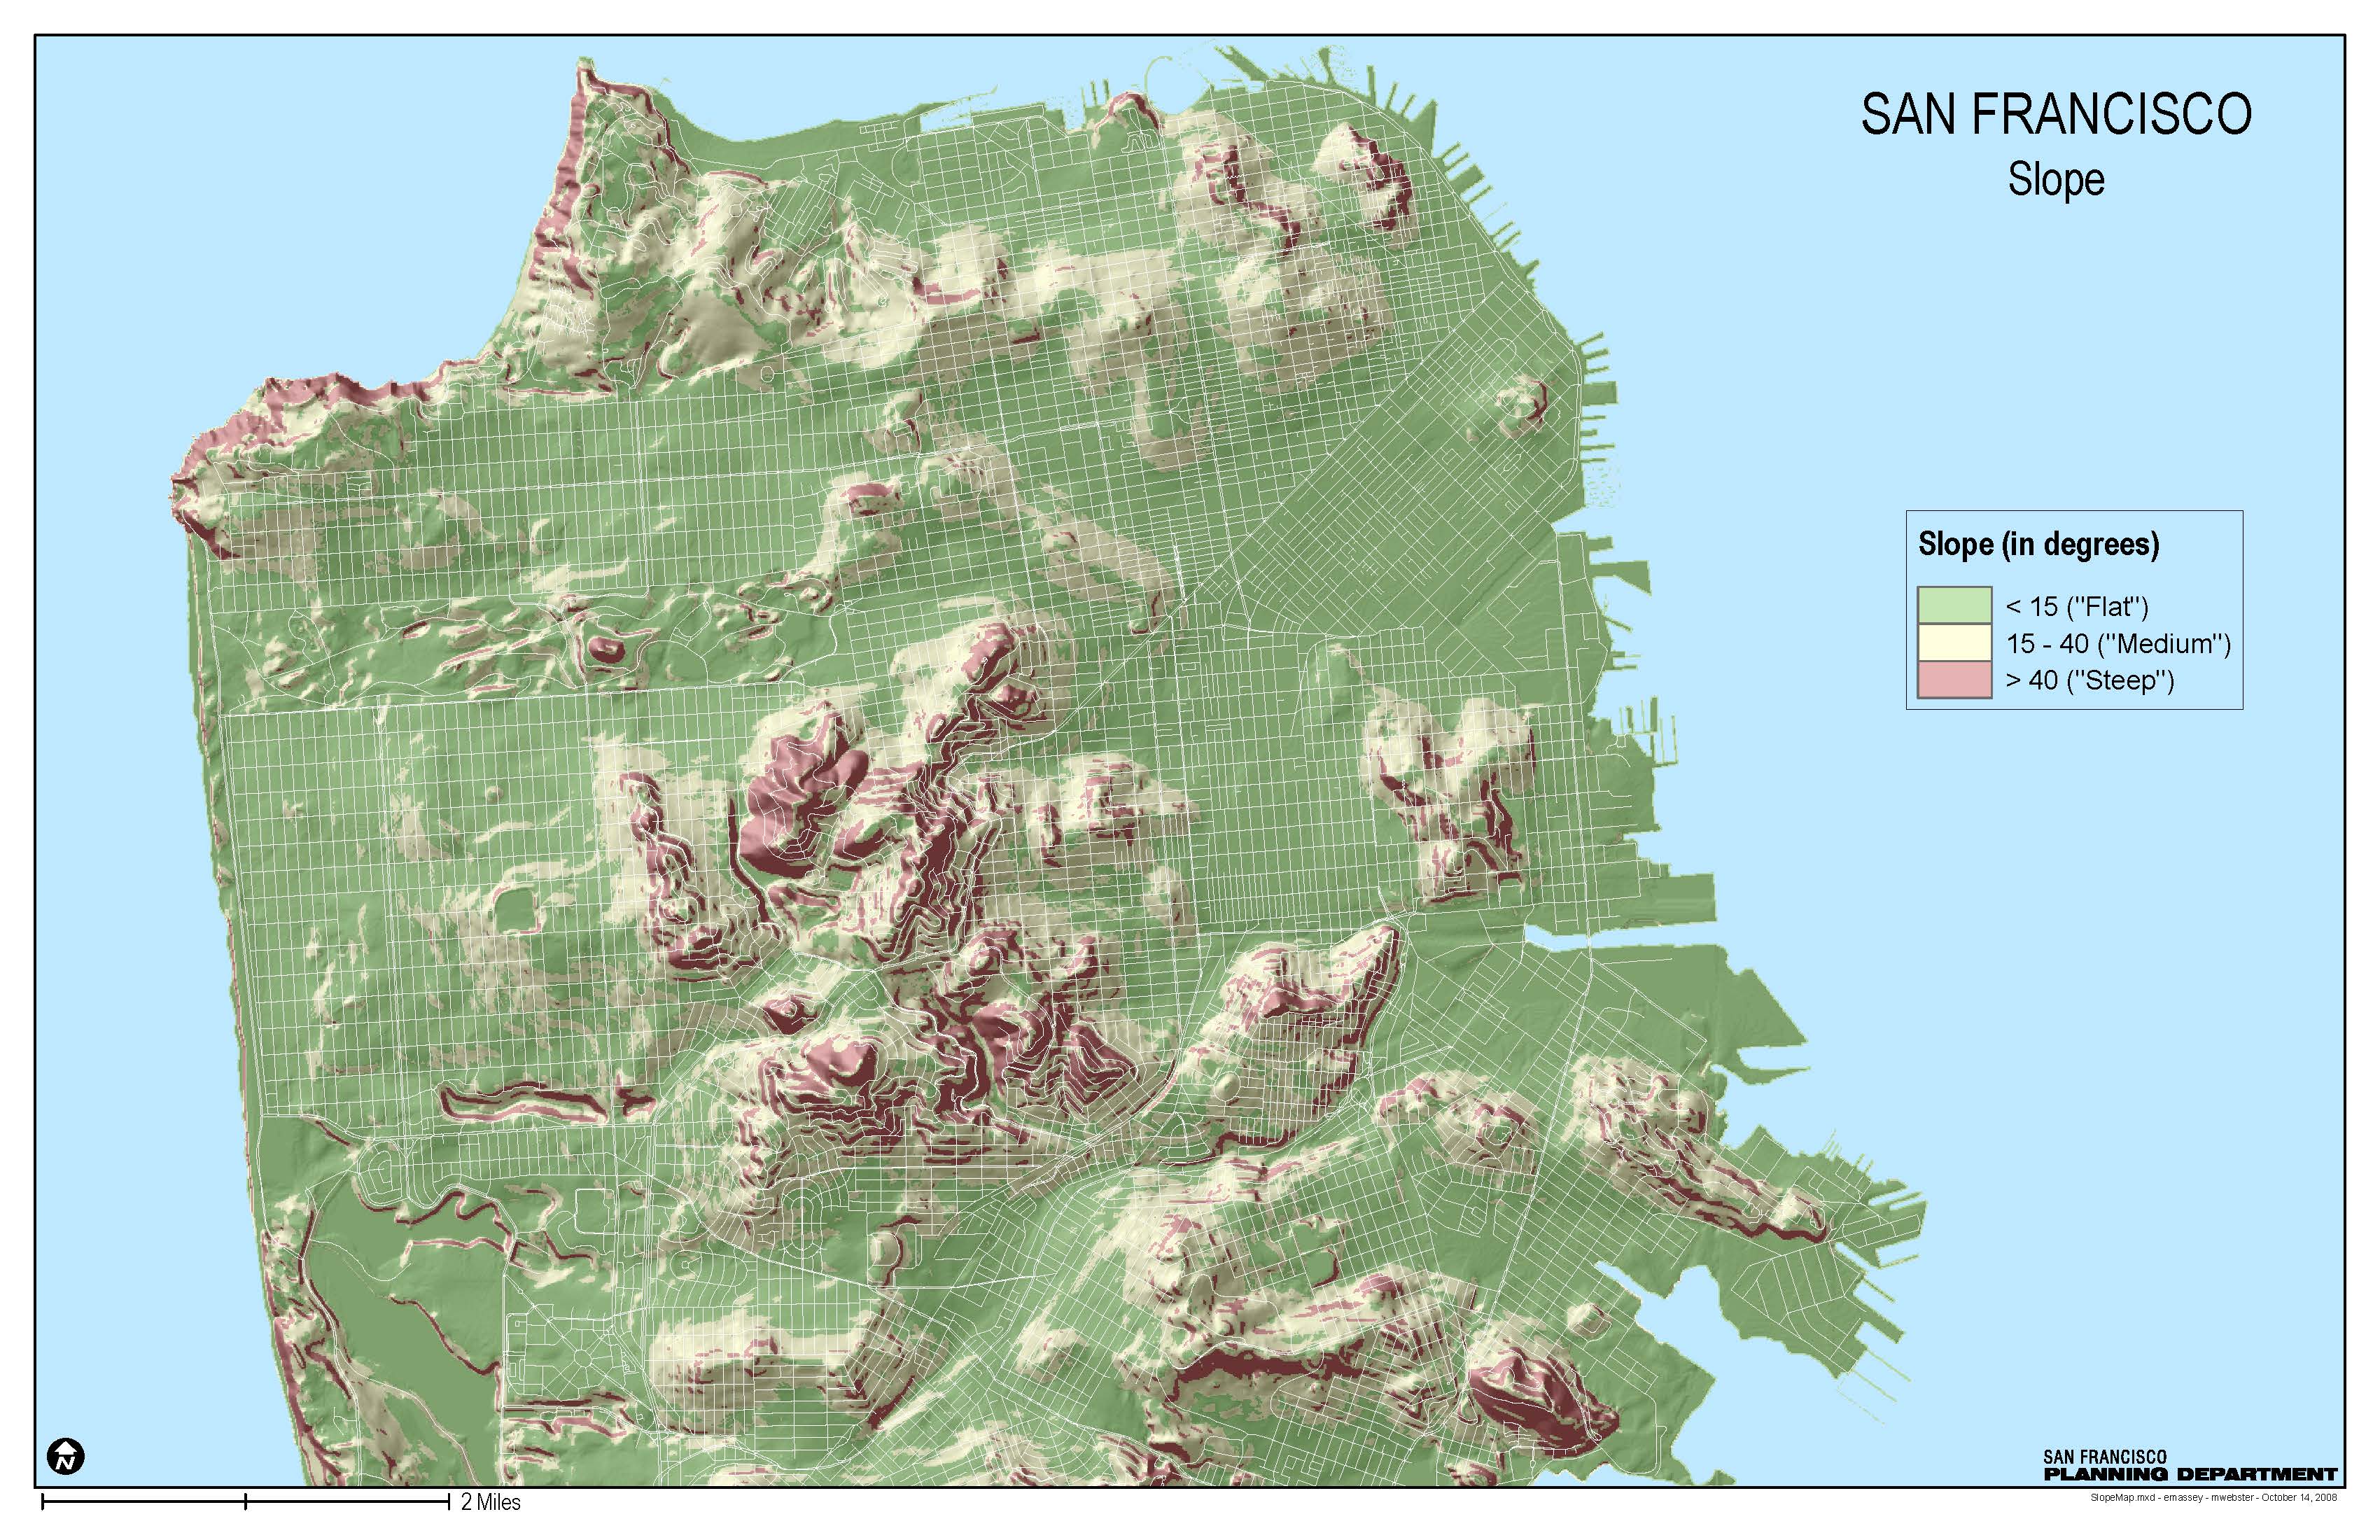 SAN FRANCISCO
Slope
Slope (in degrees)
< 15 ("Flat")
15 - 40 ("Medium")
> 40 ("Steep")
N
2 Miles
SAN FRANCISCO
PLANNING DEPARTMENT
SlopeMap.mxd - emassey - mwebster - October 14, 2008